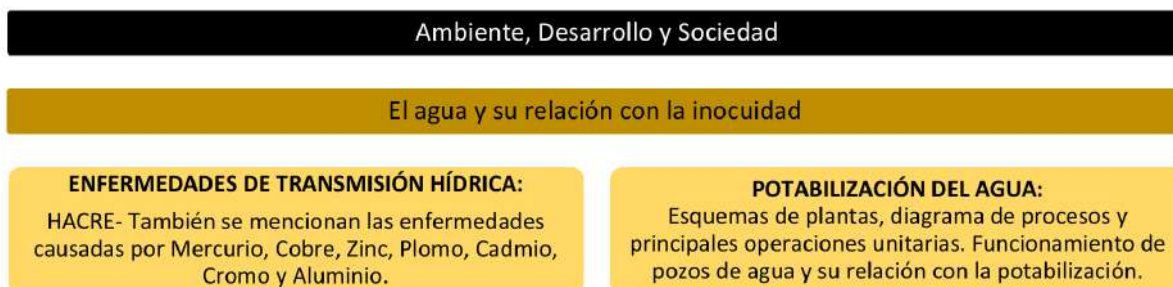 Ambiente, Desarrollo y Sociedad
El agua y su relación con la inocuidad
ENFERMEDADES DE TRANSMISIÓN HÍDRICA:
HACRE- También se mencionan las enfermedades
causadas por Mercurio, Cobre, Zinc, Plomo, Cadmio,
Cromo y Aluminio.
POTABILIZACIÓN DEL AGUA:
Esquemas de plantas, diagrama de procesos y
principales operaciones unitarias. Funcionamiento de
pozos de agua y su relación con la potabilización.